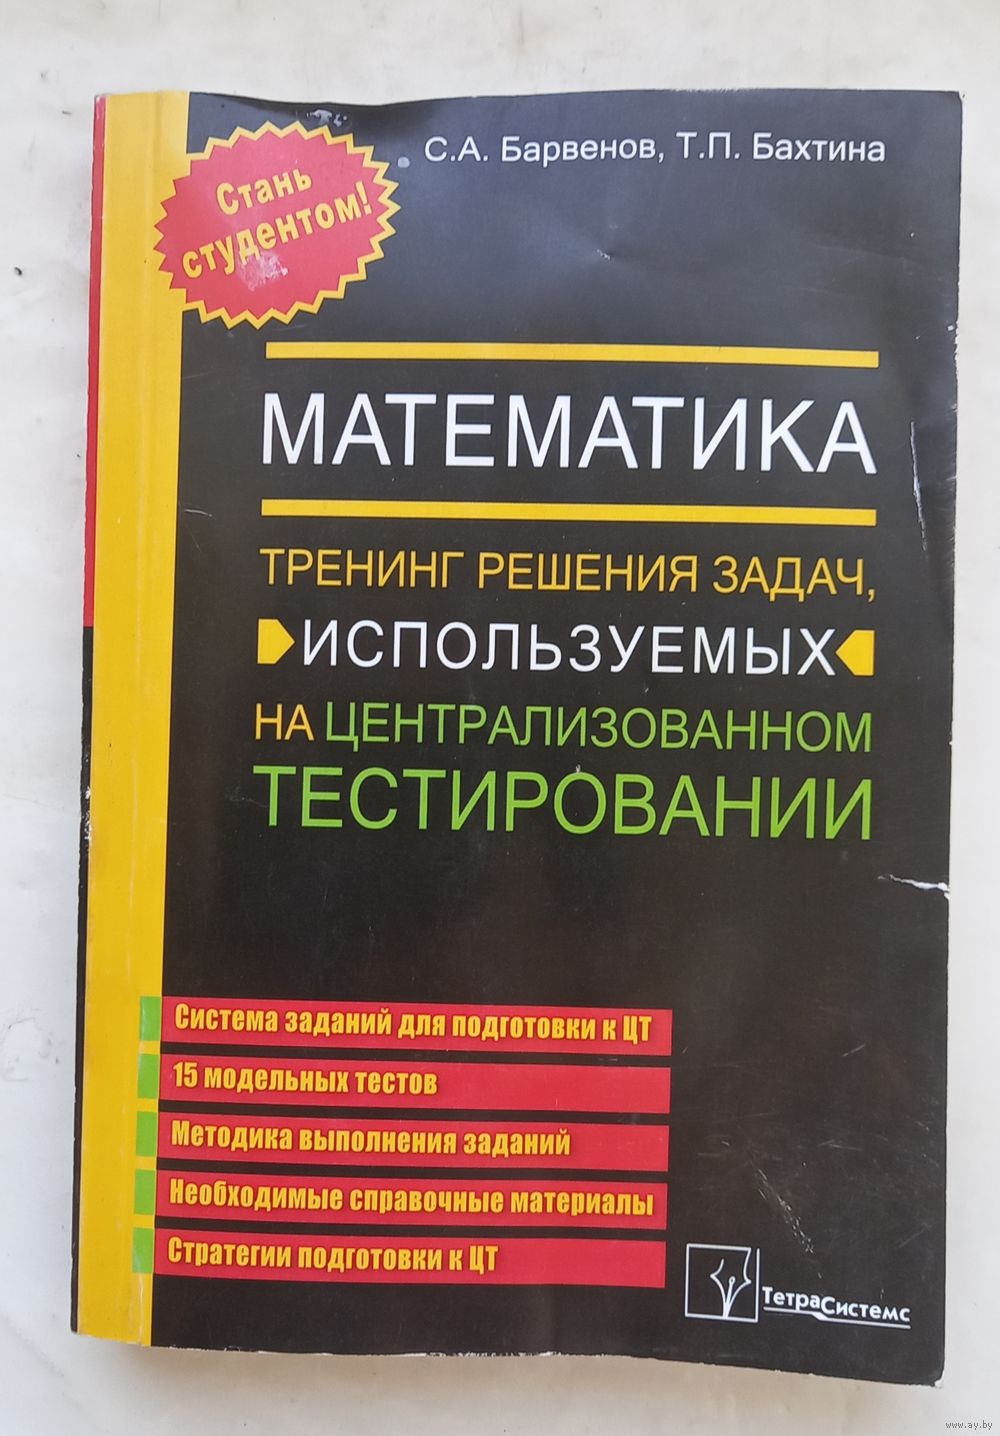 С.А. Барвенов, Т.П. Бахтина
Стань
студентом!
МАТЕМАТИКА
ТРЕНИНГ РЕШЕНИЯ ЗАДАЧ,
ИСПОЛЬЗУЕМЫХ
НА ЦЕНТРАЛИЗОВАННОМ
ТЕСТИРОВАНИИ
Система заданий для подготовки к ЦТ
15 модельных тестов
Методика выполнения заданий
Необходимые справочные материалы
Стратегии подготовки к ЦТ
ТетраСистемс
www.ay.by